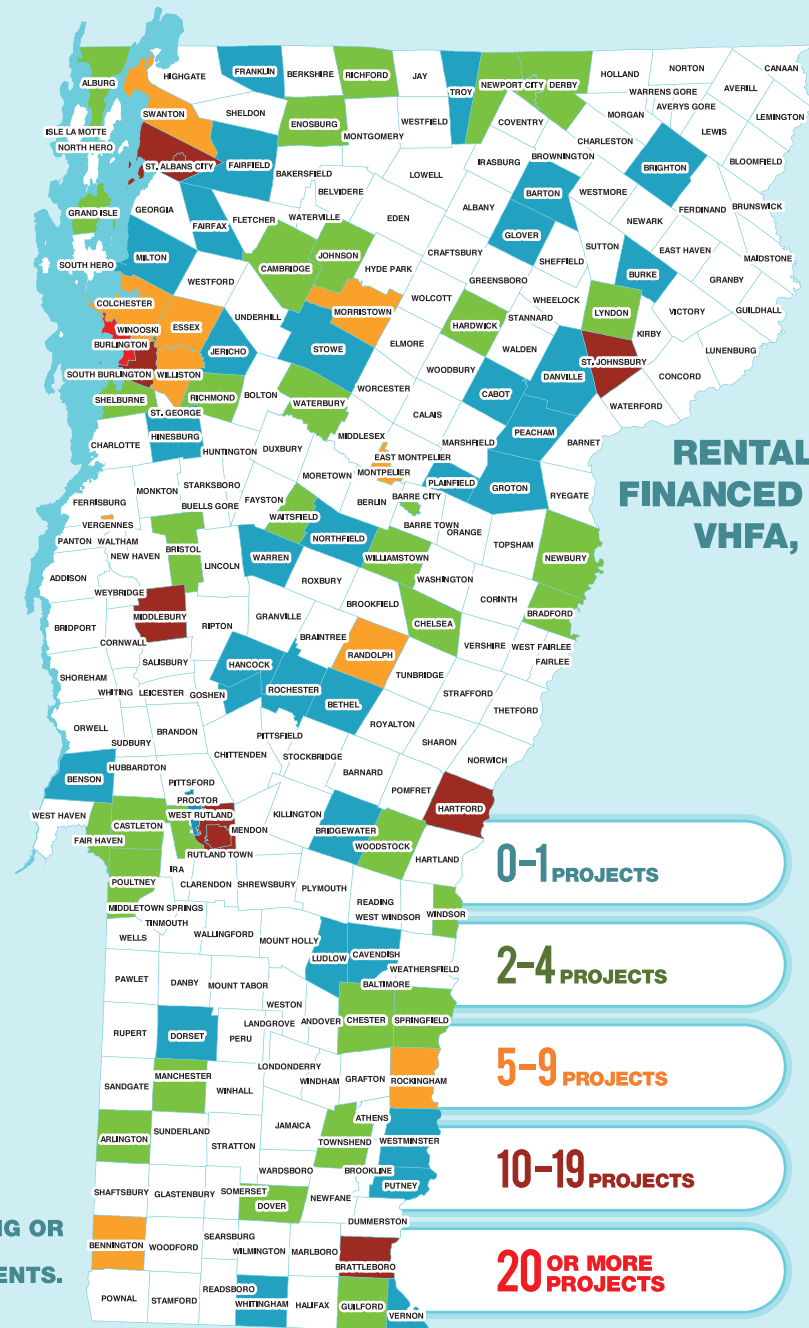 ALBURG
HIGHGATE
FRANKLIN
BERKSHIRE
RICHFORD
JAY
TROY
NEWPORT CITY
DERBY
HOLLAND
NORTON
CANAAN
WARRENS GORE
AVERILL
AVERYS GORE
LEMINGTON
SWANTON
SHELDON
ENOSBURG
MONTGOMERY
WESTFIELD
COVENTRY
MORGAN
LEWIS
ISLE LA MOTTE
NORTH HERO
ST. ALBANS CITY
FAIRFIELD
BAKERSFIELD
LOWELL
IRASBURG
BROWNINGTON
CHARLESTON
BRIGHTON
BLOOMFIELD
BELVIDERE
BARTON
WESTMORE
GRAND ISLE
GEORGIA
FAIRFAX
FLETCHER
WATERVILLE
EDEN
ALBANY
NEWARK
FERDINAND
BRUNSWICK
GLOVER
SUTTON
EAST HAVEN
MAIDSTONE
SOUTH HERO
MILTON
CAMBRIDGE
JOHNSON
HYDE PARK
CRAFTSBURY
SHEFFIELD
BURKE
GRANBY
WESTFORD
GREENSBORO
COLCHESTER
UNDERHILL
MORRISTOWN
WOLCOTT
WHEELOCK
LYNDON
VICTORY
GUILDHALL
WINOOSKI
ESSEX
HARDWICK
STANNARD
KIRBY
BURLINGTON
JERICHO
STOWE
ELMORE
WALDEN
ST. JOHNSBURY
LUNENBURG
SOUTH BURLINGTON
WILLISTON
WOODBURY
DANVILLE
CONCORD
SHELBURNE
RICHMOND
BOLTON
WATERBURY
WORCESTER
CABOT
WATERFORD
ST. GEORGE
CALAIS
HINESBURG
MIDDLESEX
MARSHFIELD
PEACHAM
BARNET
CHARLOTTE
HUNTINGTON
DUXBURY
EAST MONTPELIER
MORETOWN
MONTPELIER
PLAINFIELD
GROTON
RYEGATE
RENTAL
FINANCED
VHFA,
FERRISBURG
MONKTON
STARKSBORO
BUELLS GORE
FAYSTON
BERLIN
BARRE CITY
VERGENNES
WAITSFIELD
BARRE TOWN
ORANGE
PANTON
WALTHAM
NEW HAVEN
BRISTOL
LINCOLN
WARREN
NORTHFIELD
WILLIAMSTOWN
TOPSHAM
NEWBURY
ADDISON
ROXBURY
WASHINGTON
WEYBRIDGE
BROOKFIELD
CORINTH
BRIDPORT
MIDDLEBURY
RIPTON
GRANVILLE
CHELSEA
BRADFORD
CORNWALL
BRAINTREE
VERSHIRE
WEST FAIRLEE
SALISBURY
HANCOCK
RANDOLPH
FAIRLEE
SHOREHAM
TUNBRIDGE
WHITING
LEICESTER
GOSHEN
ROCHESTER
STRAFFORD
BETHEL
THETFORD
ORWELL
BRANDON
ROYALTON
SUDBURY
PITTSFIELD
SHARON
CHITTENDEN
STOCKBRIDGE
NORWICH
HUBBARDTON
BENSON
BARNARD
PITTSFORD
POMFRET
PROCTOR
HARTFORD
WEST HAVEN
WEST RUTLAND
KILLINGTON
CASTLETON
MENDON
BRIDGEWATER
FAIR HAVEN
WOODSTOCK
RUTLAND TOWN
HARTLAND
IRA
POULTNEY
CLARENDON
SHREWSBURY
PLYMOUTH
READING
MIDDLETOWN SPRINGS
WEST WINDSOR
WINDSOR
TINMOUTH
WELLS
WALLINGFORD
MOUNT HOLLY
LUDLOW
CAVENDISH
WEATHERSFIELD
PAWLET
DANBY
MOUNT TABOR
BALTIMORE
WESTON
RUPERT
DORSET
LANDGROVE
ANDOVER
CHESTER
SPRINGFIELD
PERU
LONDONDERRY
MANCHESTER
WINDHAM
GRAFTON
ROCKINGHAM
SANDGATE
WINHALL
ATHENS
JAMAICA
ARLINGTON
SUNDERLAND
STRATTON
TOWNSHEND
WESTMINSTER
WARDSBORO
BROOKLINE
PUTNEY
SHAFTSBURY
GLASTENBURY
SOMERSET
NEWFANE
DOVER
DUMMERSTON
SEARSBURG
BENNINGTON
WOODFORD
WILMINGTON
MARLBORO
BRATTLEBORO
POWNAL
STAMFORD
READSBORO
WHITINGHAM
HALIFAX
GUILFORD
VERNON
0–1 PROJECTS
2–4 PROJECTS
5–9 PROJECTS
10–19 PROJECTS
20 OR MORE
PROJECTS
NG OR
ENTS.